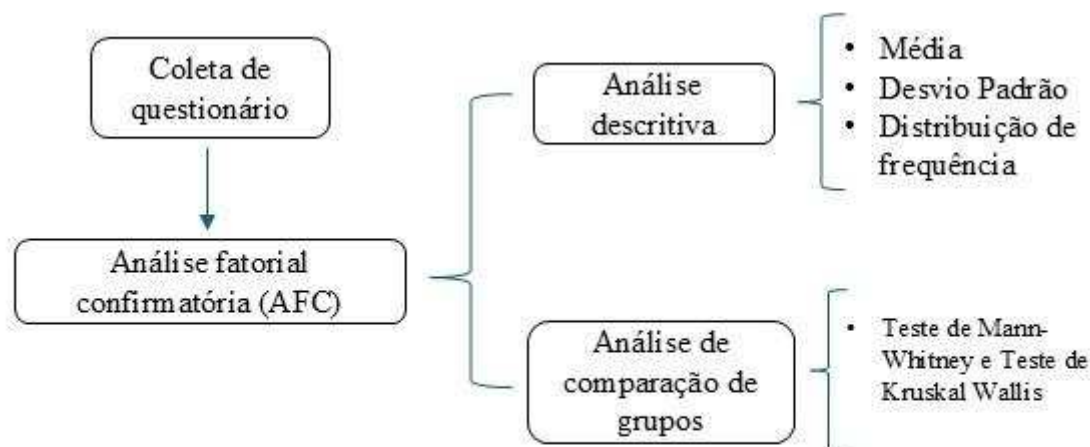 Coleta de
questionário
Análise fatorial
confirmatória (AFC)
Análise
descritiva
• Média
• Desvio Padrão
• Distribuição de
frequência
Análise de
comparação de
grupos
• Teste de Mann-
Whitney e Teste de
Kruskal Wallis